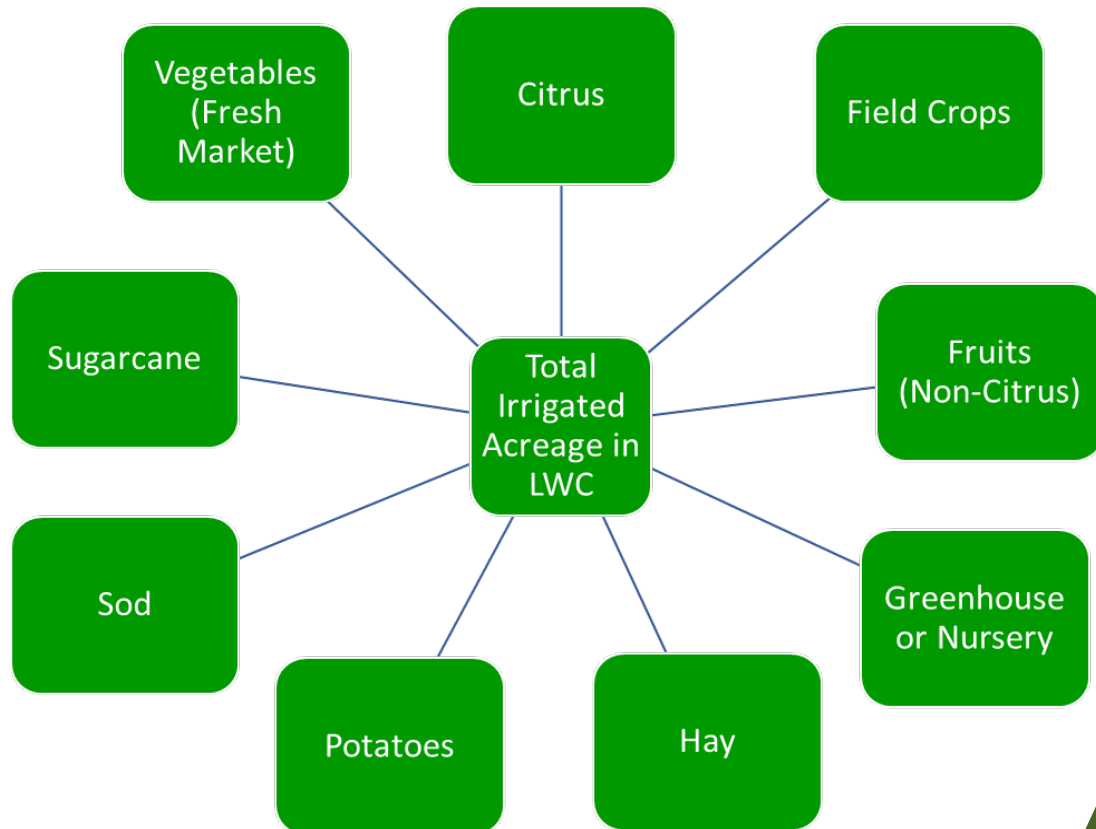 Vegetables
(Fresh
Market)
Citrus
Field Crops
Sugarcane
Total
Irrigated
Acreage in
LWC
Fruits
(Non-Citrus)
Sod
Greenhouse
or Nursery
Potatoes
Hay